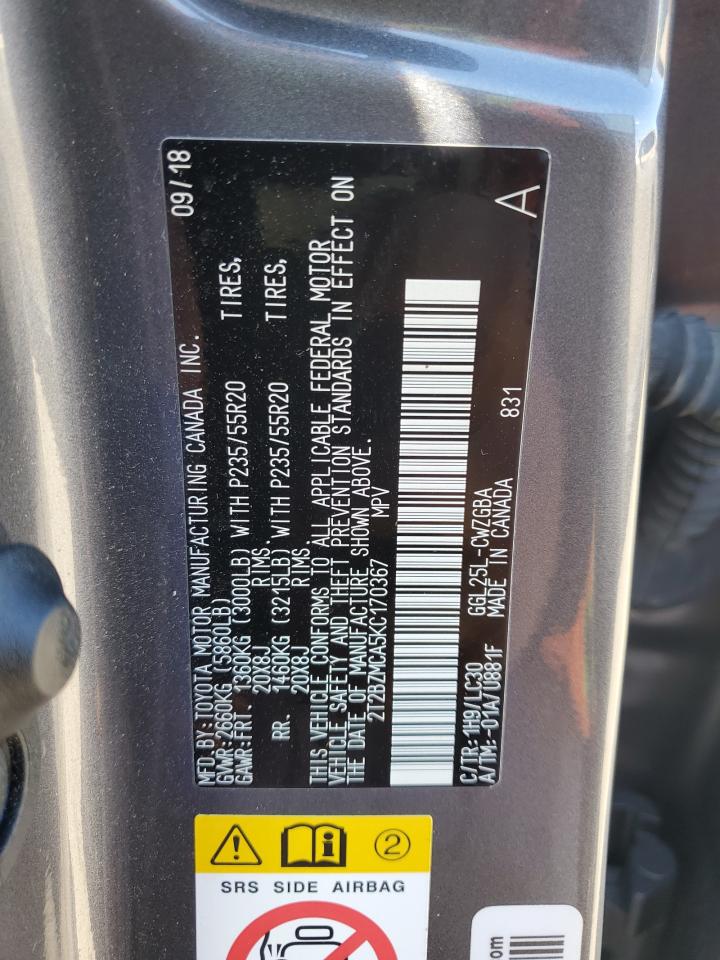 MFD.BY:TOYOTA MOTOR MANUFACTURING CANADA INC. 09/18
GVWR:2660KG (5860LB)
GAWR:FRT 1360KG (3000LB) WITH P235/55R20 TIRES,
20X8J RIMS
RR. 1460KG (3215LB) WITH P235/55R20 TIRES,
20X8J RIMS
THIS VEHICLE CONFORMS TO ALL APPLICABLE FEDERAL MOTOR
VEHICLE SAFETY AND THEFT PREVENTION STANDARDS IN EFFECT ON
THE DATE OF MANUFACTURE SHOWN ABOVE.
2T2BZMCA5KC170367 MPV
C/TR: 1H9/LC30 GGL25L-CWZGBA
A/TM:-01A/U881F MADE IN CANADA 831
A
2
SRS SIDE AIRBAG
.com